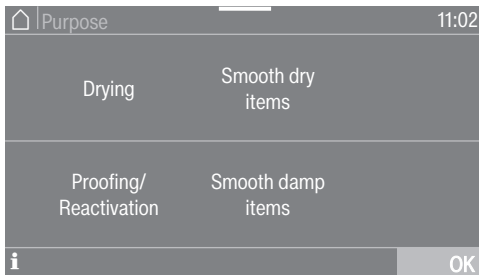 Purpose 11:02
Drying
Smooth dry
items
Proofing/
Reactivation
Smooth damp
items
i OK